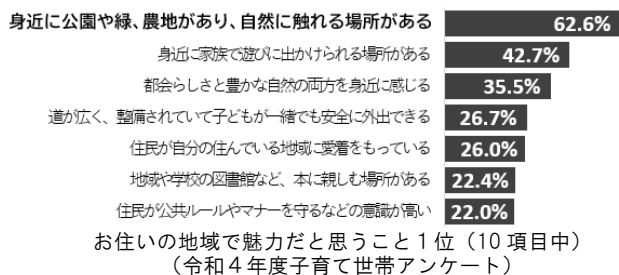 身近に公園や緑、農地があり、自然に触れる場所がある 62.6%
身近に家族で遊びに出かけられる場所がある 42.7%
都会らしさと豊かな自然の両方を身近に感じる 35.5%
道が広く、整備されていて子どもが一緒でも安全に外出できる 26.7%
住民が自分の住んでいる地域に愛着をもっている 26.0%
地域や学校の図書館など、本に親しむ場所がある 22.4%
住民が公共ルールやマナーを守るなどの意識が高い 22.0%
お住いの地域で魅力だと思うこと1位（10項目中）
（令和４年度子育て世帯アンケート）